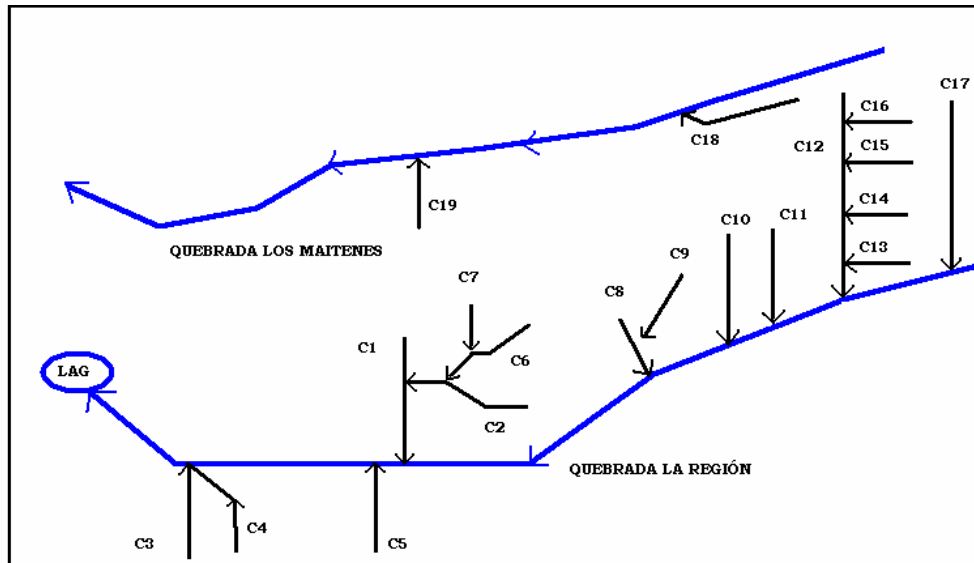 C17
C16
C12
C15
C18
C14
C19
C10
C11
C13
QUEBRADA LOS MAITENES
C9
C7
C8
C1
C6
LAG
C2
QUEBRADA LA REGIÓN
C4
C3
C5